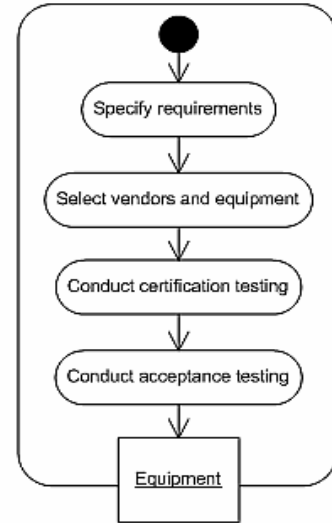 Specify requirements
Select vendors and equipment
Conduct certification testing
Conduct acceptance testing
Equipment